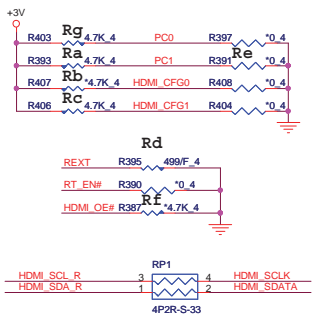 +3V
Rg
R403 4.7K_4 PC0 R397 *0_4
Ra Re
R393 4.7K_4 PC1 R391 *0_4
Rb
R407 *4.7K_4 HDMI_CFG0 R408 *0_4
Rc
R406 4.7K_4 HDMI_CFG1 R404 *0_4
Rd
REXT R395 499/F_4
RT_EN# R390 *0_4
Rf
HDMI_OE# R387 *4.7K_4
RP1
HDMI_SCL_R 3 4 HDMI_SCLK
HDMI_SDA_R 1 2 HDMI_SDATA
4P2R-S-33